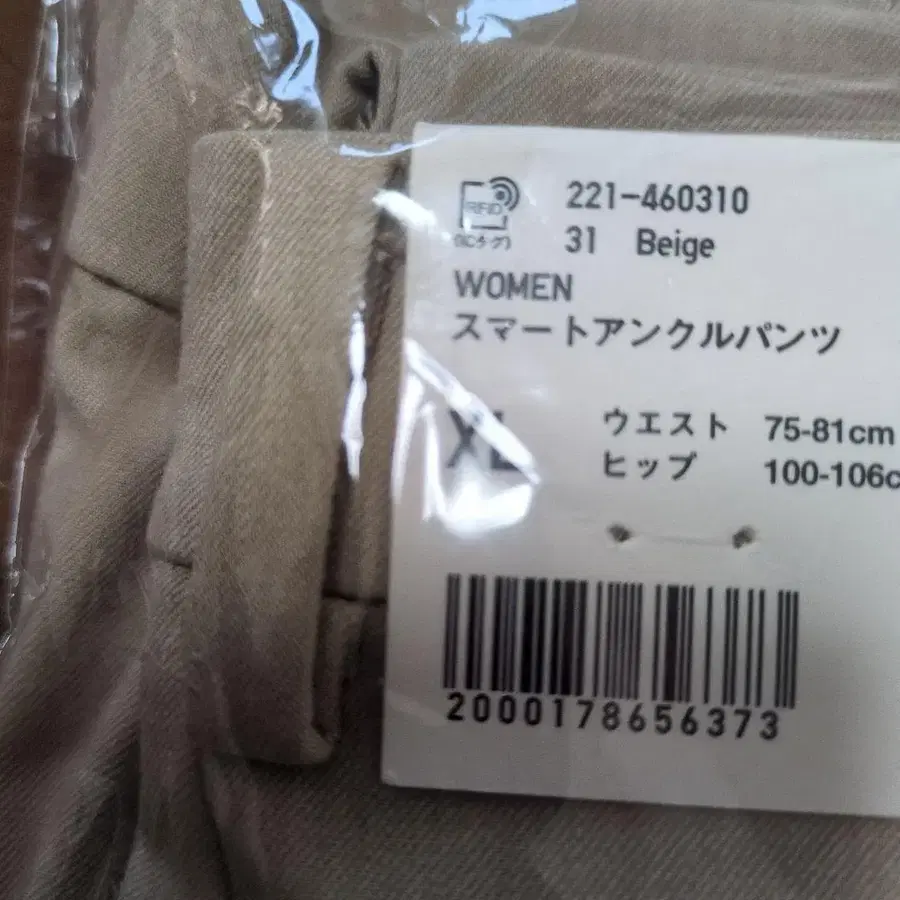 RFID
221-460310
(ICタグ)
31 Beige
WOMEN
スマートアンクルパンツ
XL
ウエスト 75-81cm
ヒップ 100-106c
2000178656373